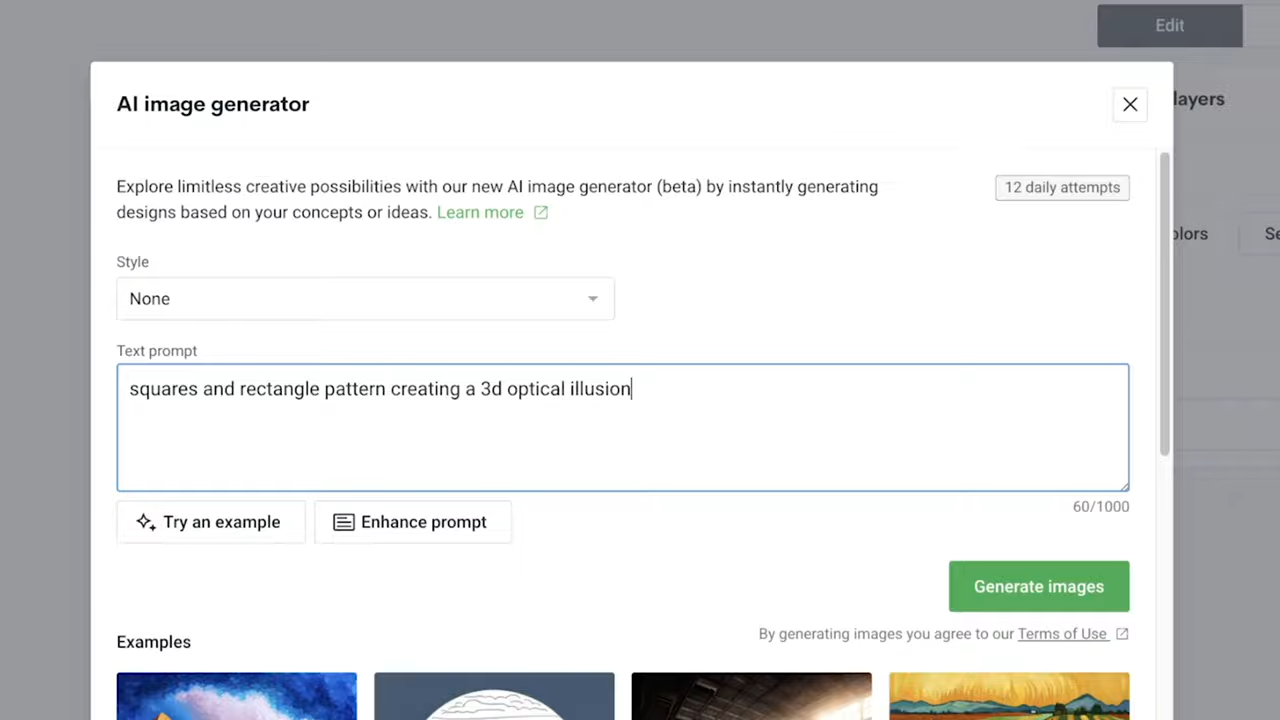 Edit
AI image generator
layers
Explore limitless creative possibilities with our new AI image generator (beta) by instantly generating
12 daily attempts
designs based on your concepts or ideas. Learn more
Style
None
Text prompt
squares and rectangle pattern creating a 3d optical illusion
60/1000
Try an example
Enhance prompt
Generate images
By generating images you agree to our Terms of Use
Examples